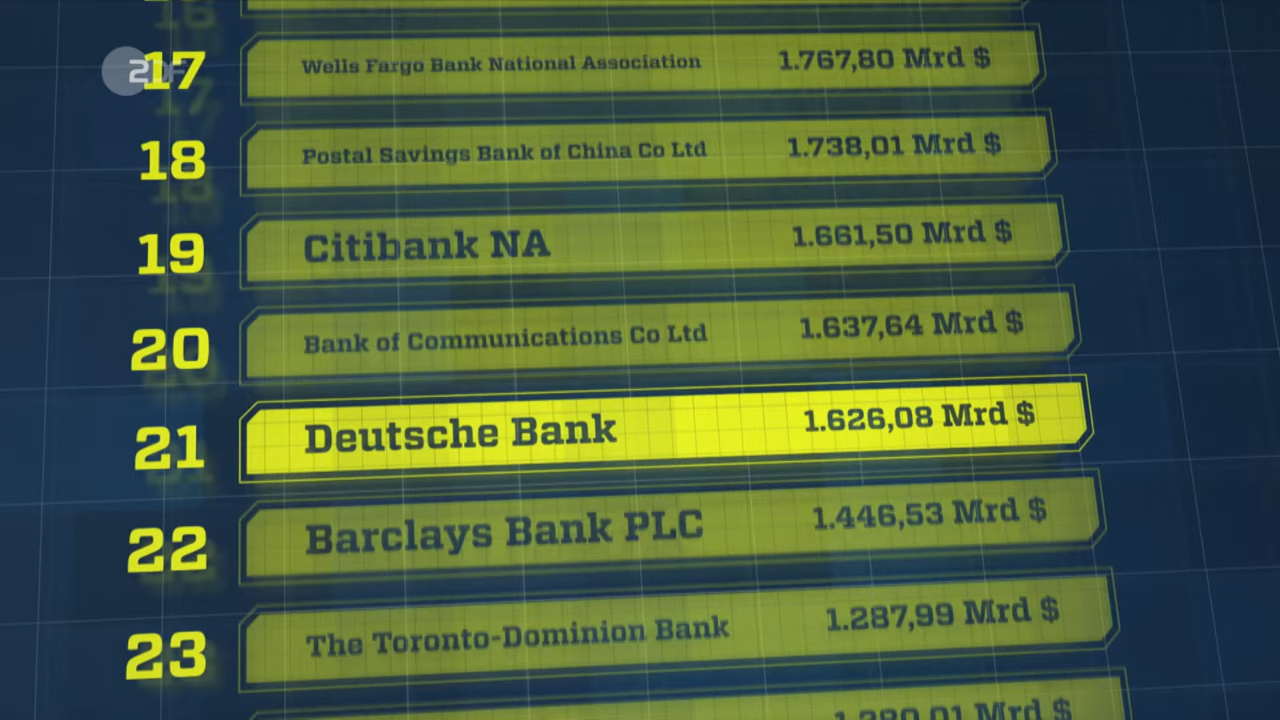 ZDF
17 Wells Fargo Bank National Association 1.767,80 Mrd $
18 Postal Savings Bank of China Co Ltd 1.738,01 Mrd $
19 Citibank NA 1.661,50 Mrd $
20 Bank of Communications Co Ltd 1.637,64 Mrd $
21 Deutsche Bank 1.626,08 Mrd $
22 Barclays Bank PLC 1.446,53 Mrd $
23 The Toronto-Dominion Bank 1.287,99 Mrd $
Mrd $